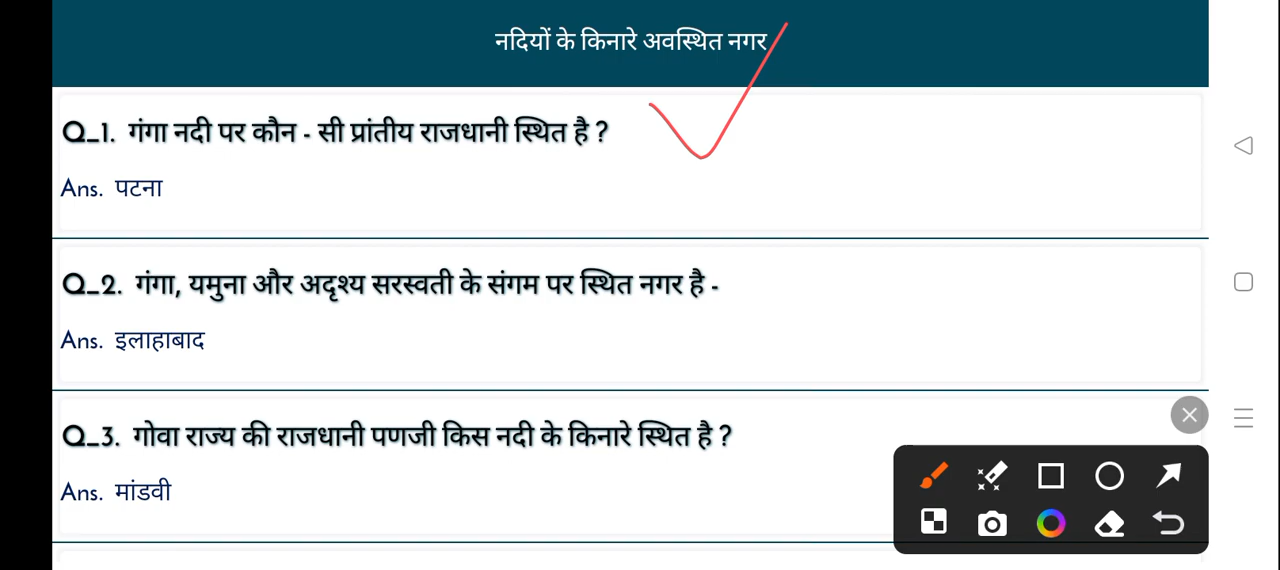 नदियों के किनारे अवस्थित नगर
Q_1. गंगा नदी पर कौन - सी प्रांतीय राजधानी स्थित है ?
Ans. पटना
Q_2. गंगा, यमुना और अदृश्य सरस्वती के संगम पर स्थित नगर है -
Ans. इलाहाबाद
Q_3. गोवा राज्य की राजधानी पणजी किस नदी के किनारे स्थित है ?
Ans. मांडवी